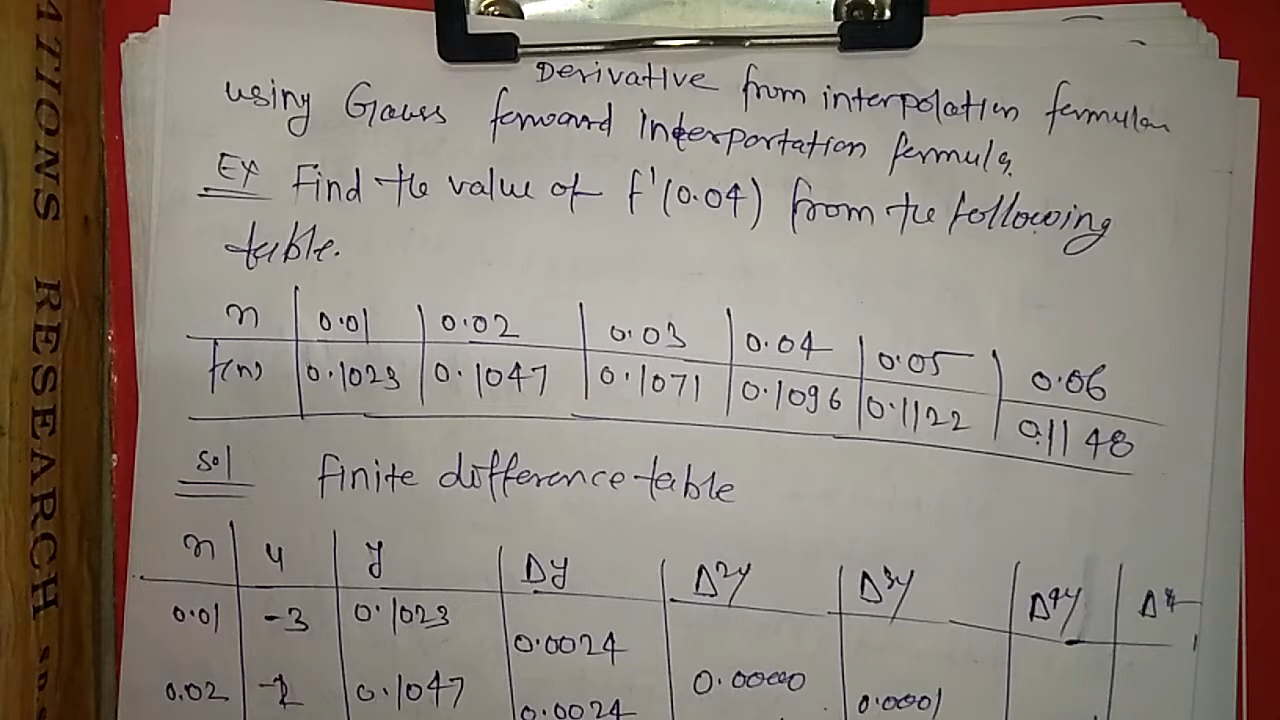 Derivative from interpolation formulan
using Gauss forward Interportation formula.
Ex Find the value of f'(0.04) from the following
table.
x | 0.01 | 0.02 | 0.03 | 0.04 | 0.05 | 0.06
f(x) | 0.1023 | 0.1047 | 0.1071 | 0.1096 | 0.1122 | 0.1148
Sol Finite difference table
x | u | y | Δy | Δ²y | Δ³y | Δ⁴y
0.01 | -3 | 0.1023
0.0024
0.02 | -2 | 0.1047 | 0.0000
0.0024 | 0.0001
ATIONS RESEARCH